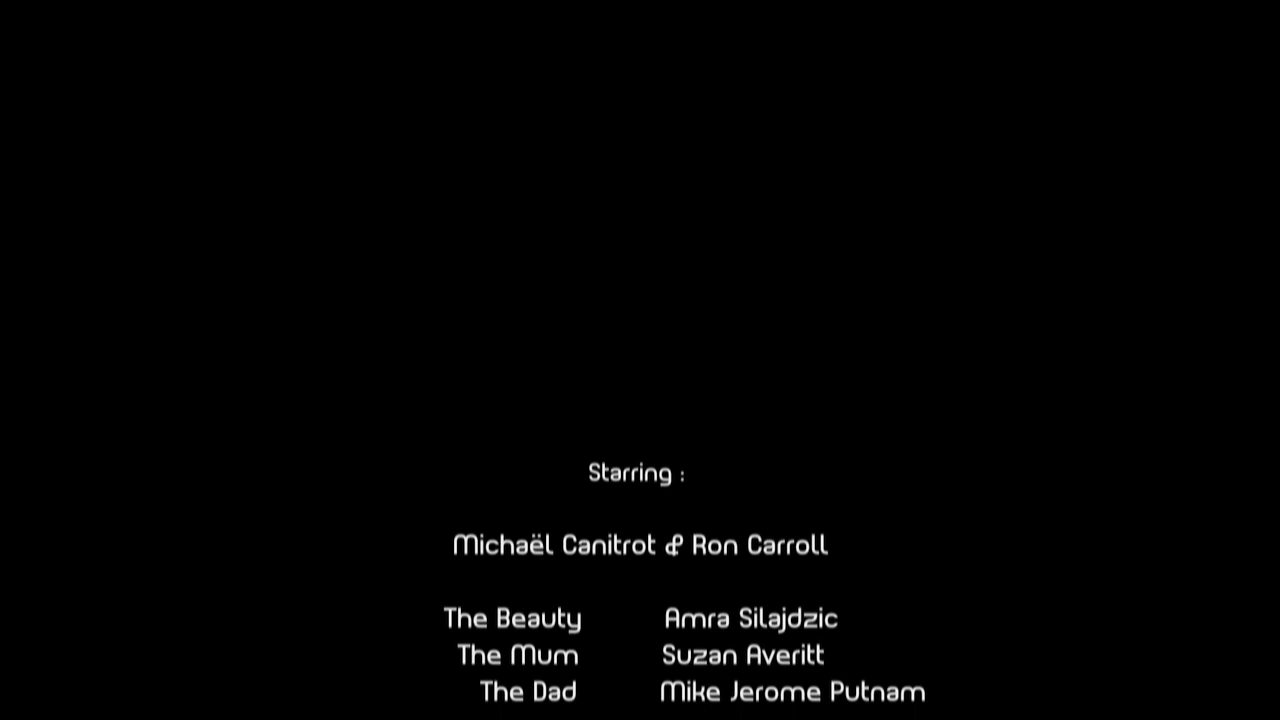 Starring :
Michaël Canitrot & Ron Carroll
The Beauty Amra Silajdzic
The Mum Suzan Averitt
The Dad Mike Jerome Putnam